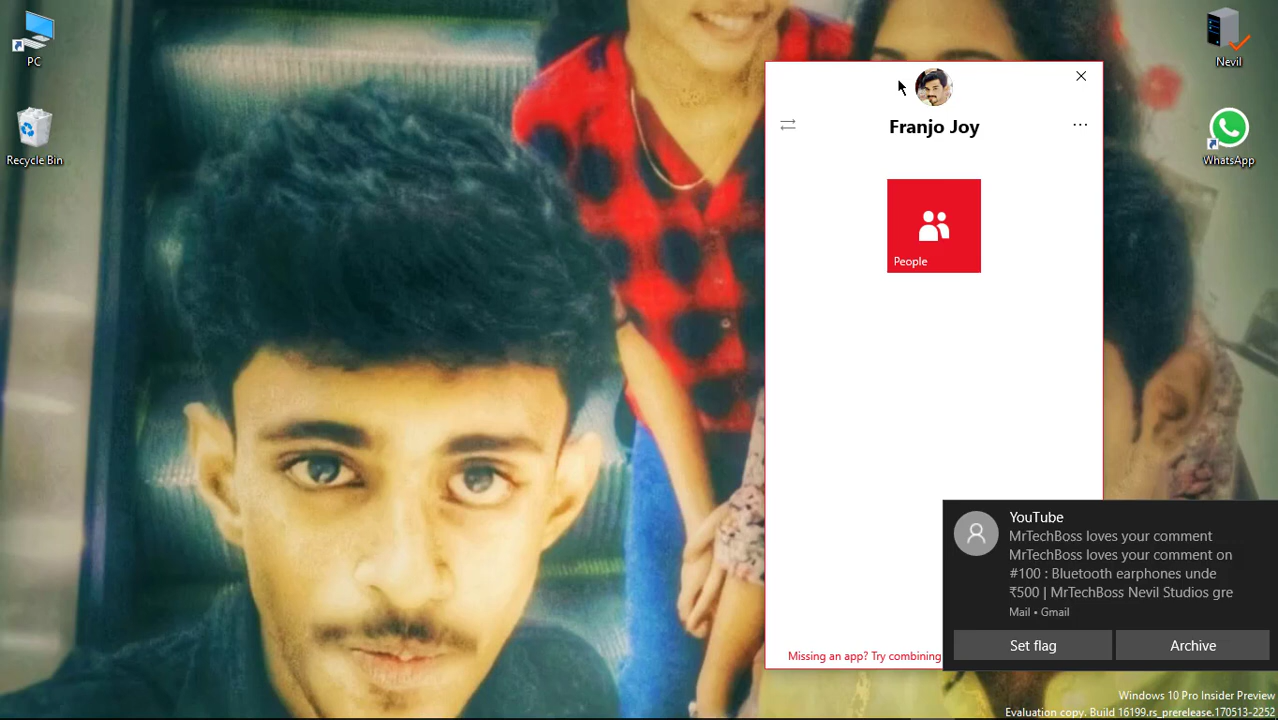 PC
Recycle Bin
Nevil
WhatsApp
Franjo Joy
People
Missing an app? Try combining
YouTube
MrTechBoss loves your comment
MrTechBoss loves your comment on
#100 : Bluetooth earphones unde
₹500 | MrTechBoss Nevil Studios gre
Mail • Gmail
Set flag
Archive
Windows 10 Pro Insider Preview
Evaluation copy. Build 16199.rs_prerelease.170513-2252